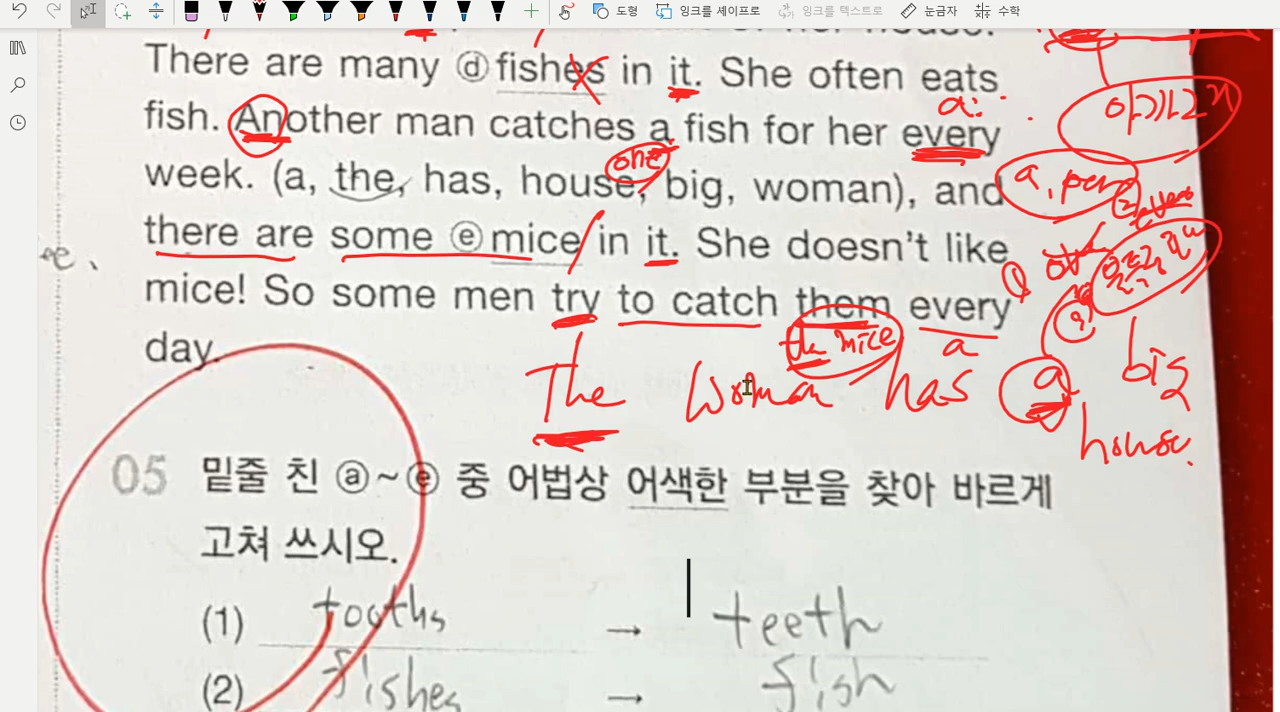 도형 잉크를 셰이프로 잉크를 텍스트로 눈금자 수학
There are many ⓓ fishes in it. She often eats
a:
아기니고기
fish. Another man catches a fish for her every
one
week. (a, the, has, house, big, woman), and
there are some ⓔ mice in it. She doesn't like
mice! So some men try to catch them every
the mice
a
day.
The Woman has a big
house.
05 밑줄 친 ⓐ~ⓔ 중 어법상 어색한 부분을 찾아 바르게
고쳐 쓰시오.
(1) tooths → teeth
(2) fishes → fish